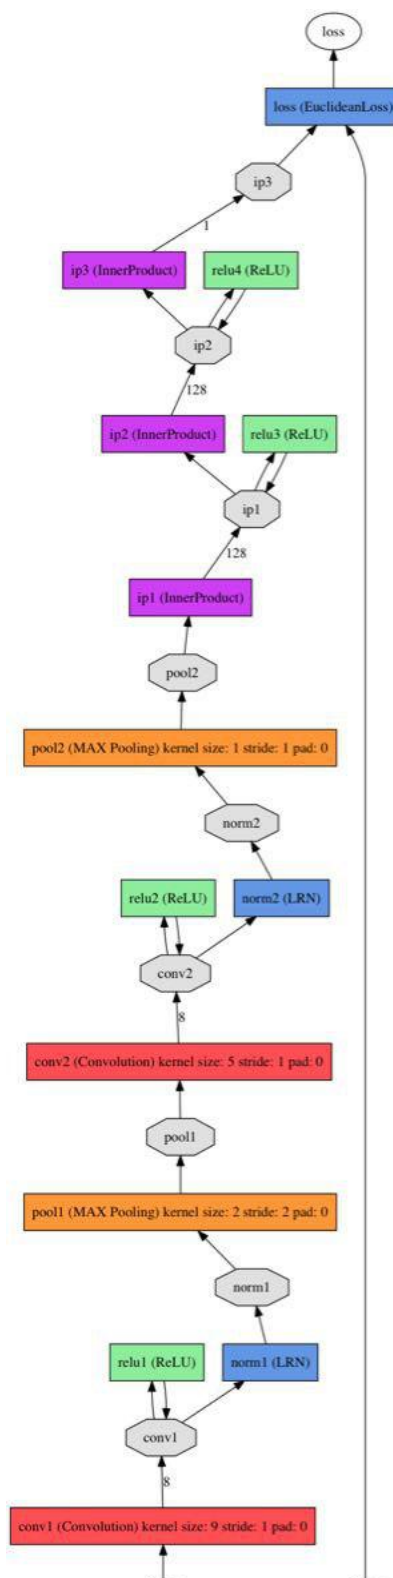 loss
loss (EuclideanLoss)
ip3
1
ip3 (InnerProduct)
relu4 (ReLU)
ip2
128
ip2 (InnerProduct)
relu3 (ReLU)
ip1
128
ip1 (InnerProduct)
pool2
pool2 (MAX Pooling) kernel size: 1 stride: 1 pad: 0
norm2
relu2 (ReLU)
norm2 (LRN)
conv2
8
conv2 (Convolution) kernel size: 5 stride: 1 pad: 0
pool1
pool1 (MAX Pooling) kernel size: 2 stride: 2 pad: 0
norm1
relu1 (ReLU)
norm1 (LRN)
conv1
8
conv1 (Convolution) kernel size: 9 stride: 1 pad: 0